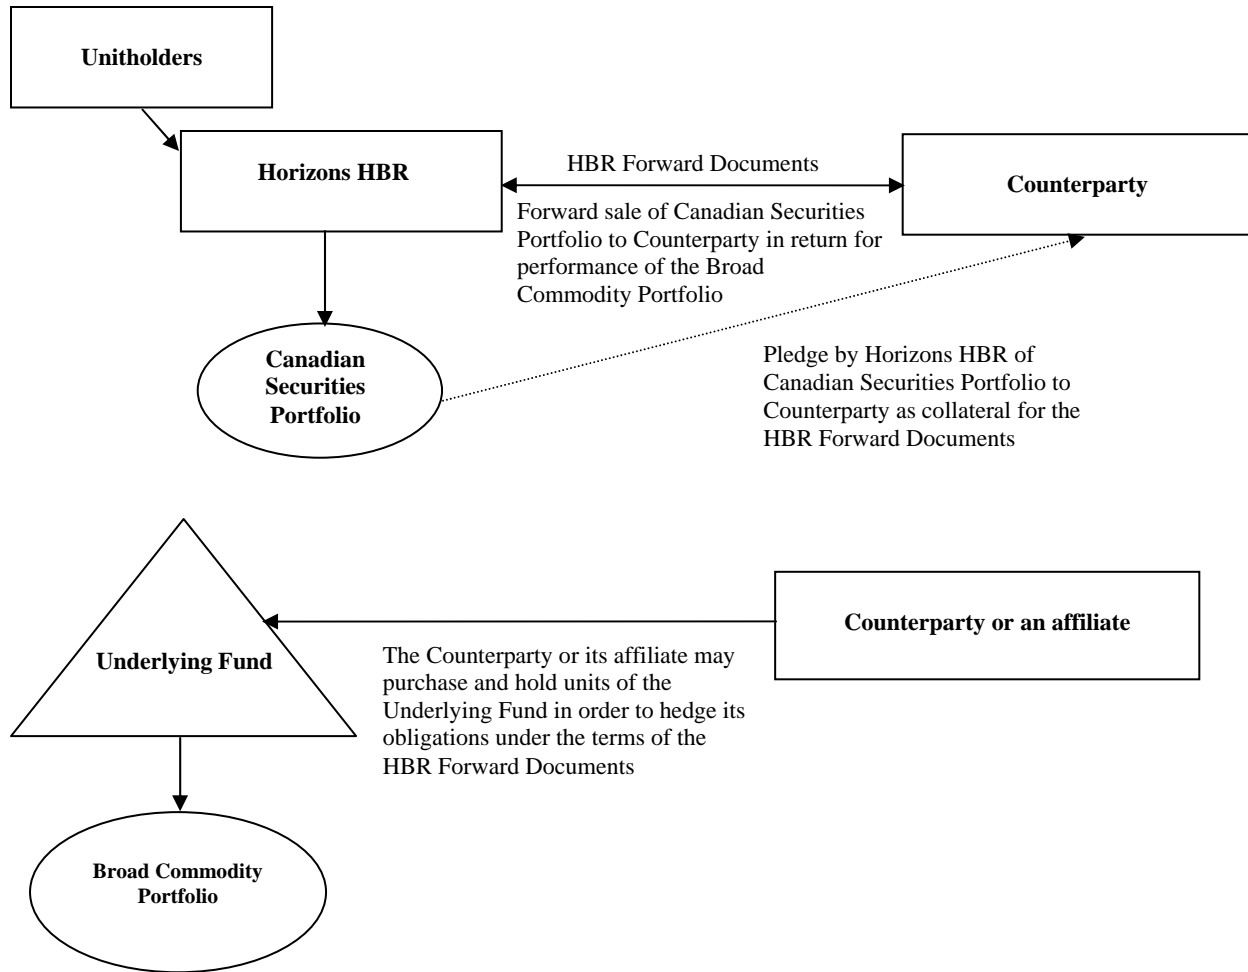 Unitholders
Horizons HBR
HBR Forward Documents
Counterparty
Forward sale of Canadian Securities
Portfolio to Counterparty in return for
performance of the Broad
Commodity Portfolio
Canadian
Securities
Portfolio
Pledge by Horizons HBR of
Canadian Securities Portfolio to
Counterparty as collateral for the
HBR Forward Documents
Underlying Fund
Counterparty or an affiliate
The Counterparty or its affiliate may
purchase and hold units of the
Underlying Fund in order to hedge its
obligations under the terms of the
HBR Forward Documents
Broad Commodity
Portfolio